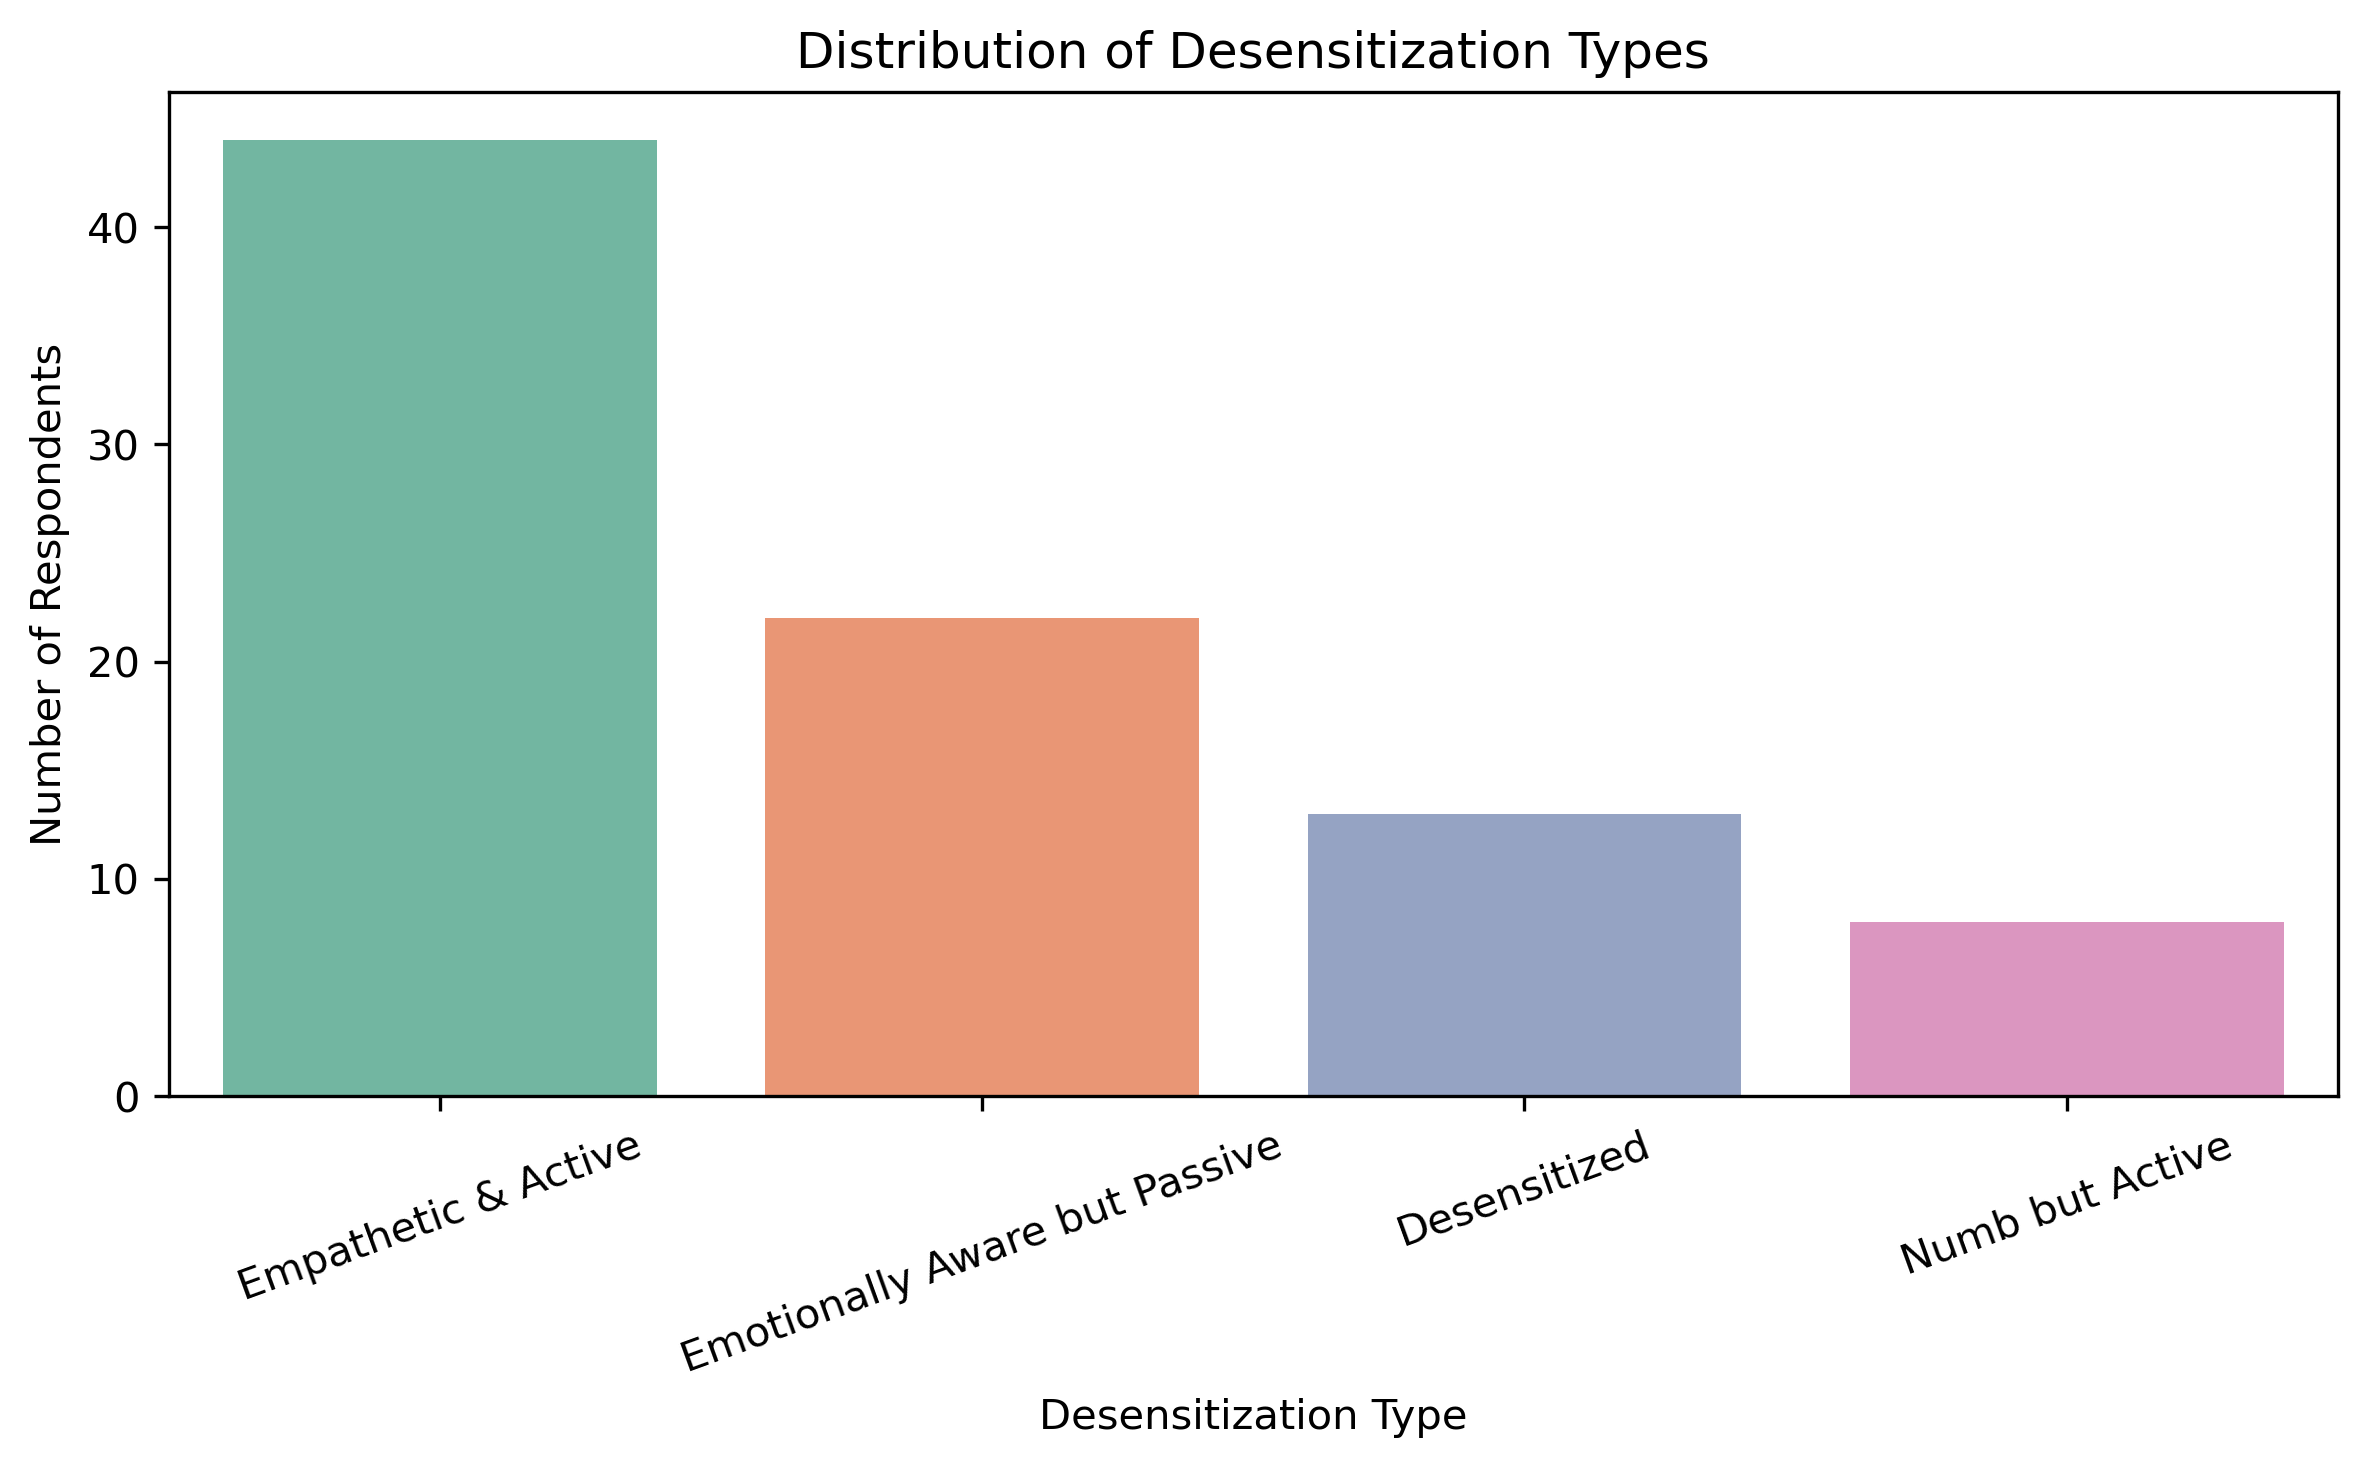 Distribution of Desensitization Types
Number of Respondents
40
30
20
10
0
Empathetic & Active
Emotionally Aware but Passive
Desensitized
Numb but Active
Desensitization Type